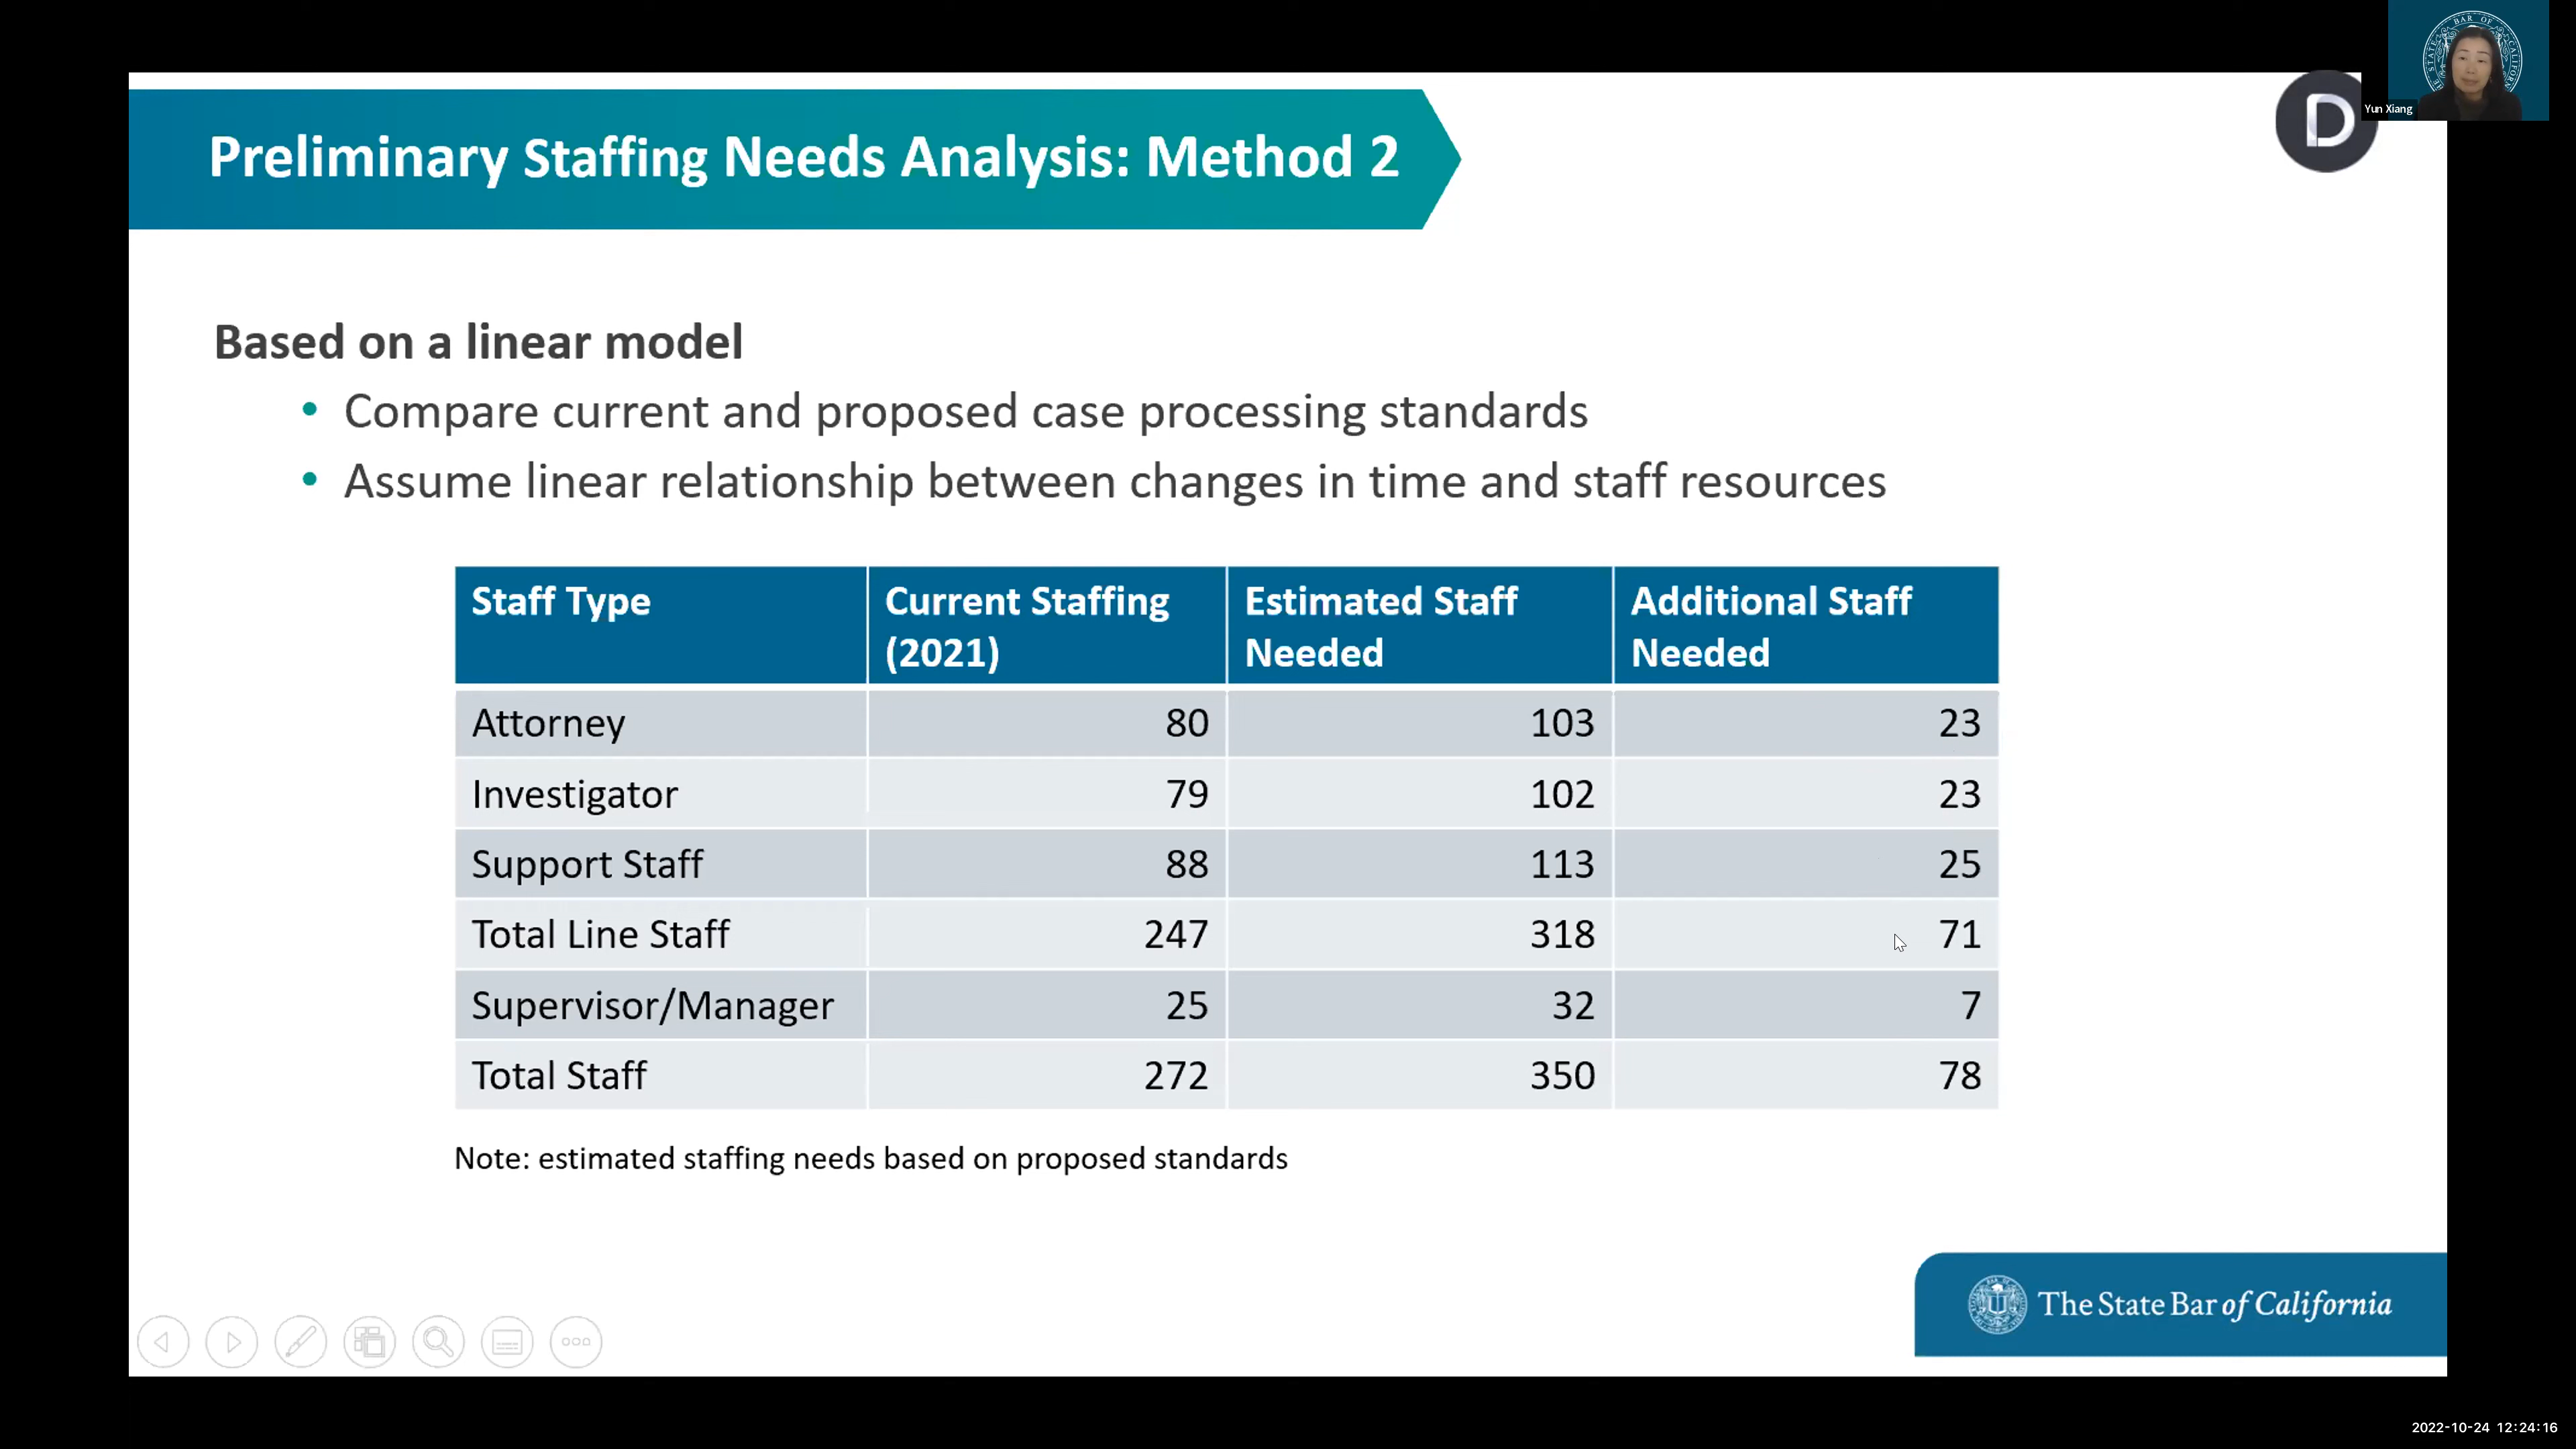 Preliminary Staffing Needs Analysis: Method 2
D
Yun Xiang
Based on a linear model
• Compare current and proposed case processing standards
• Assume linear relationship between changes in time and staff resources
Staff Type Current Staffing (2021) Estimated Staff Needed Additional Staff Needed
Attorney 80 103 23
Investigator 79 102 23
Support Staff 88 113 25
Total Line Staff 247 318 71
Supervisor/Manager 25 32 7
Total Staff 272 350 78
Note: estimated staffing needs based on proposed standards
The State Bar of California
2022-10-24 12:24:16